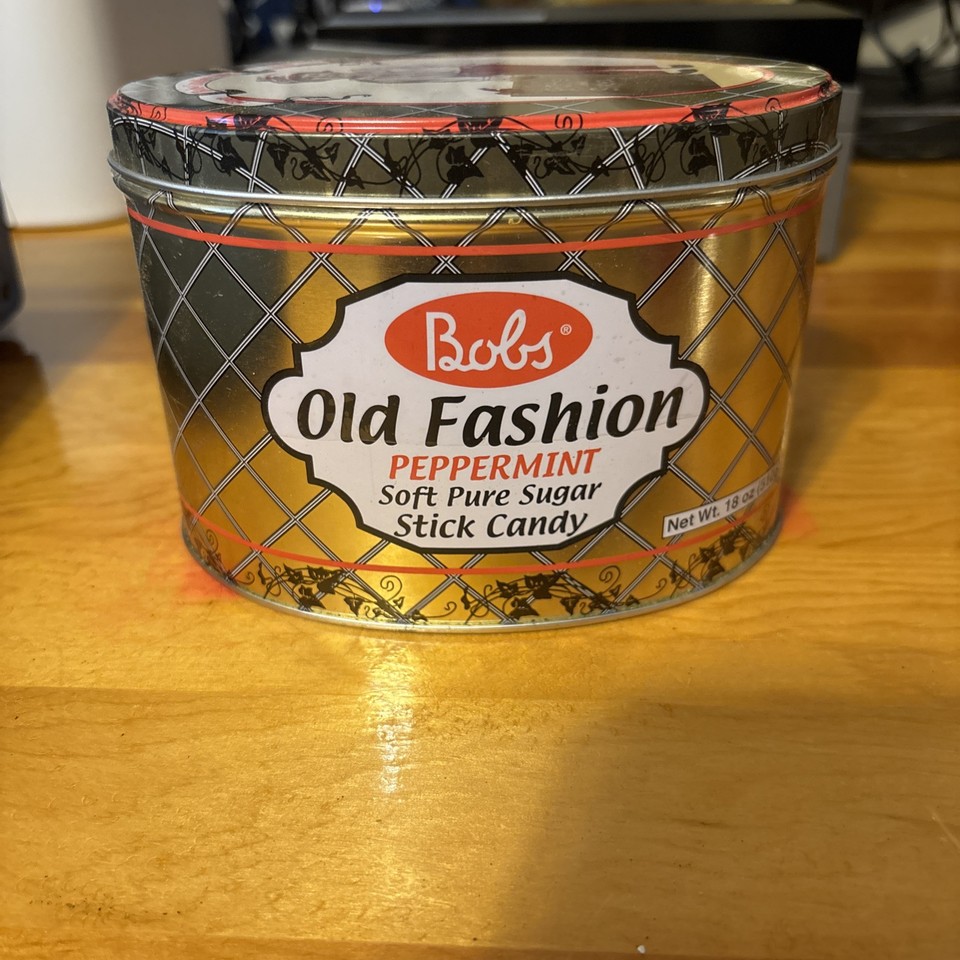 Bobs®
Old Fashion
PEPPERMINT
Soft Pure Sugar
Stick Candy
Net Wt. 18 oz